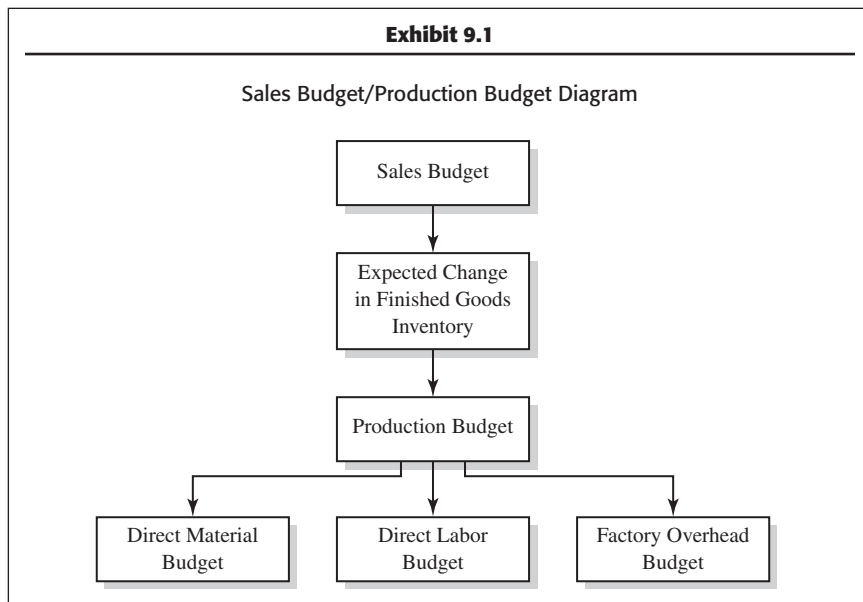 Exhibit 9.1
Sales Budget/Production Budget Diagram
Sales Budget
Expected Change
in Finished Goods
Inventory
Production Budget
Direct Material
Budget
Direct Labor
Budget
Factory Overhead
Budget